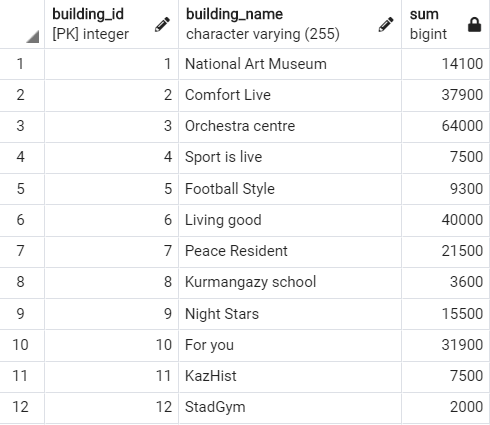 building_id building_name sum
[PK] integer character varying (255) bigint
1 1 National Art Museum 14100
2 2 Comfort Live 37900
3 3 Orchestra centre 64000
4 4 Sport is live 7500
5 5 Football Style 9300
6 6 Living good 40000
7 7 Peace Resident 21500
8 8 Kurmangazy school 3600
9 9 Night Stars 15500
10 10 For you 31900
11 11 KazHist 7500
12 12 StadGym 2000